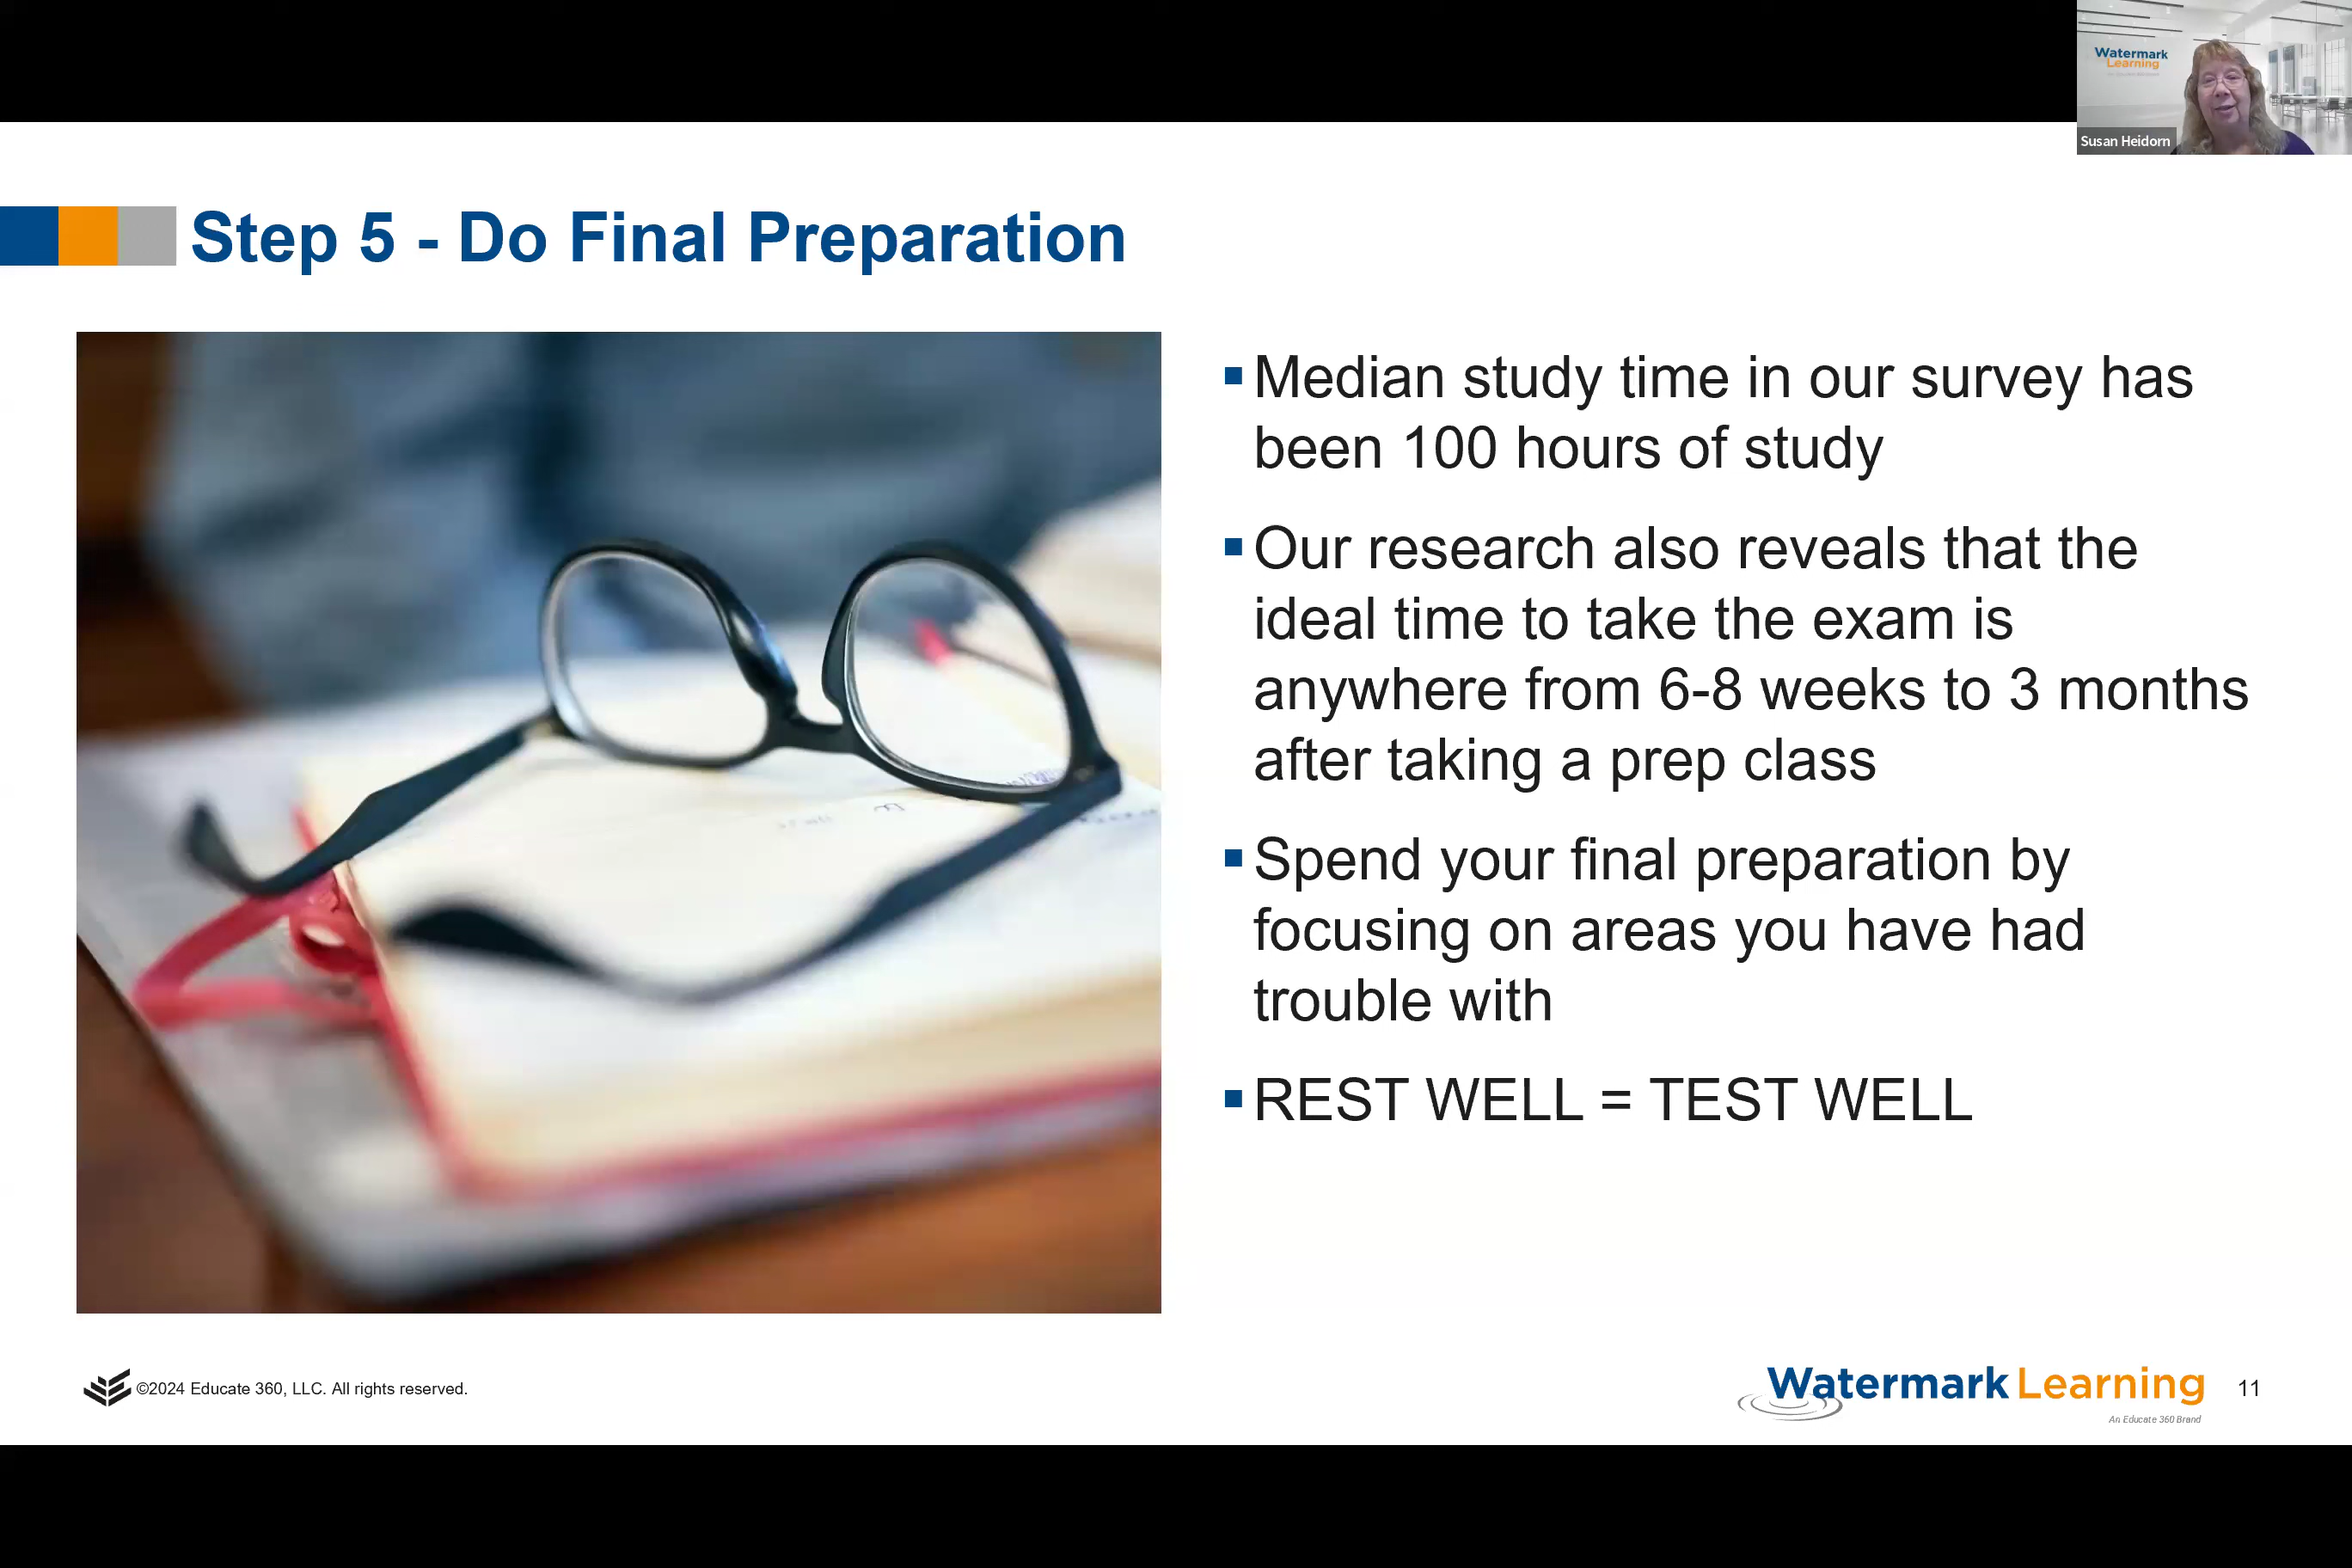 Watermark
Learning
Susan Heidorn
Step 5 - Do Final Preparation
▪Median study time in our survey has
been 100 hours of study
▪Our research also reveals that the
ideal time to take the exam is
anywhere from 6-8 weeks to 3 months
after taking a prep class
▪Spend your final preparation by
focusing on areas you have had
trouble with
▪REST WELL = TEST WELL
©2024 Educate 360, LLC. All rights reserved.
Watermark Learning
An Educate 360 Brand
11